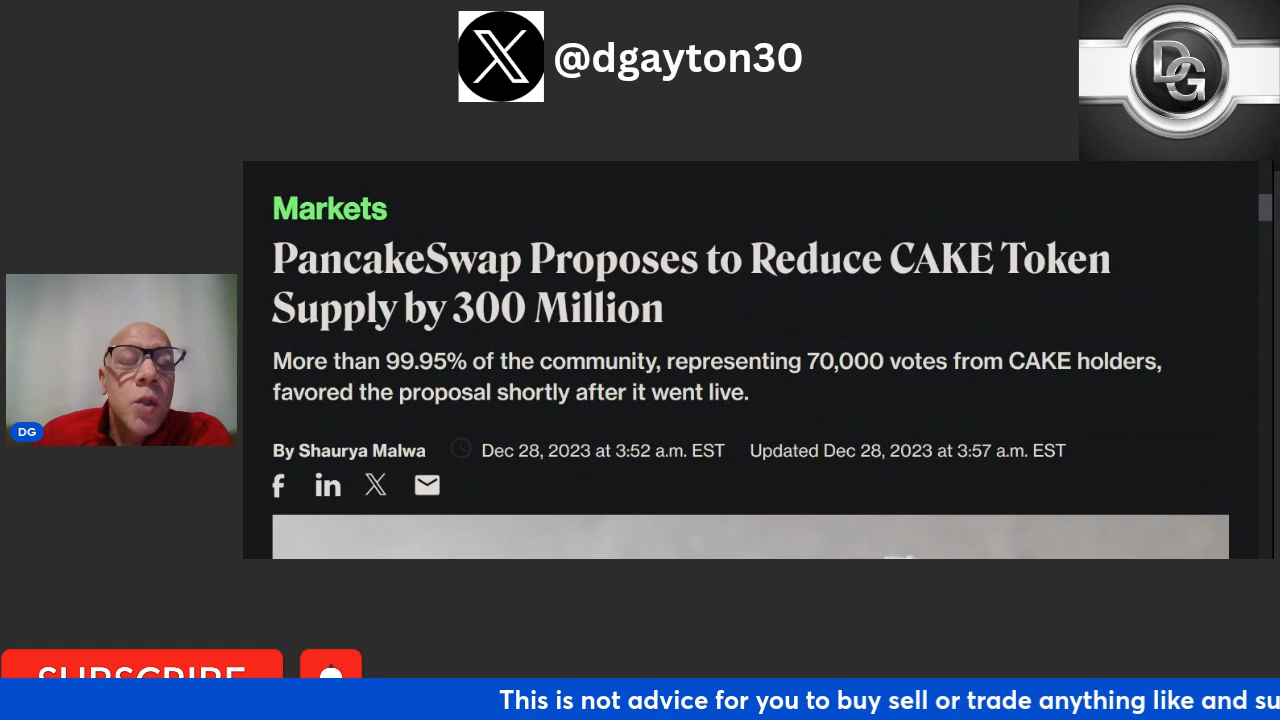 @dgayton30
DG
Markets
PancakeSwap Proposes to Reduce CAKE Token
Supply by 300 Million
More than 99.95% of the community, representing 70,000 votes from CAKE holders,
favored the proposal shortly after it went live.
By Shaurya Malwa Dec 28, 2023 at 3:52 a.m. EST Updated Dec 28, 2023 at 3:57 a.m. EST
DG
SUBSCRIBE
This is not advice for you to buy sell or trade anything like and su